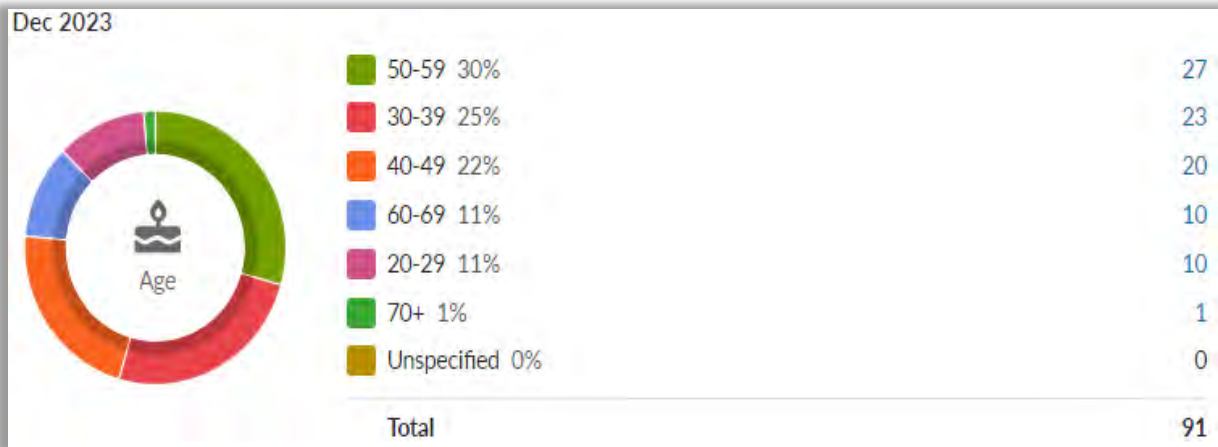 Dec 2023
Age
50-59 30% 27
30-39 25% 23
40-49 22% 20
60-69 11% 10
20-29 11% 10
70+ 1% 1
Unspecified 0% 0
Total 91